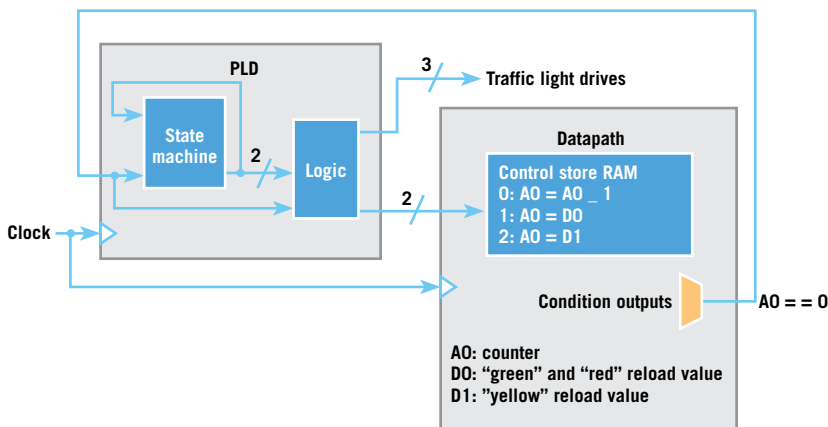 PLD
3
Traffic light drives
State
machine
2
Logic
Datapath
Control store RAM
0: AO = AO _ 1
1: AO = DO
2: AO = D1
2
Clock
Condition outputs
AO = = 0
AO: counter
DO: “green” and “red” reload value
D1: ”yellow” reload value